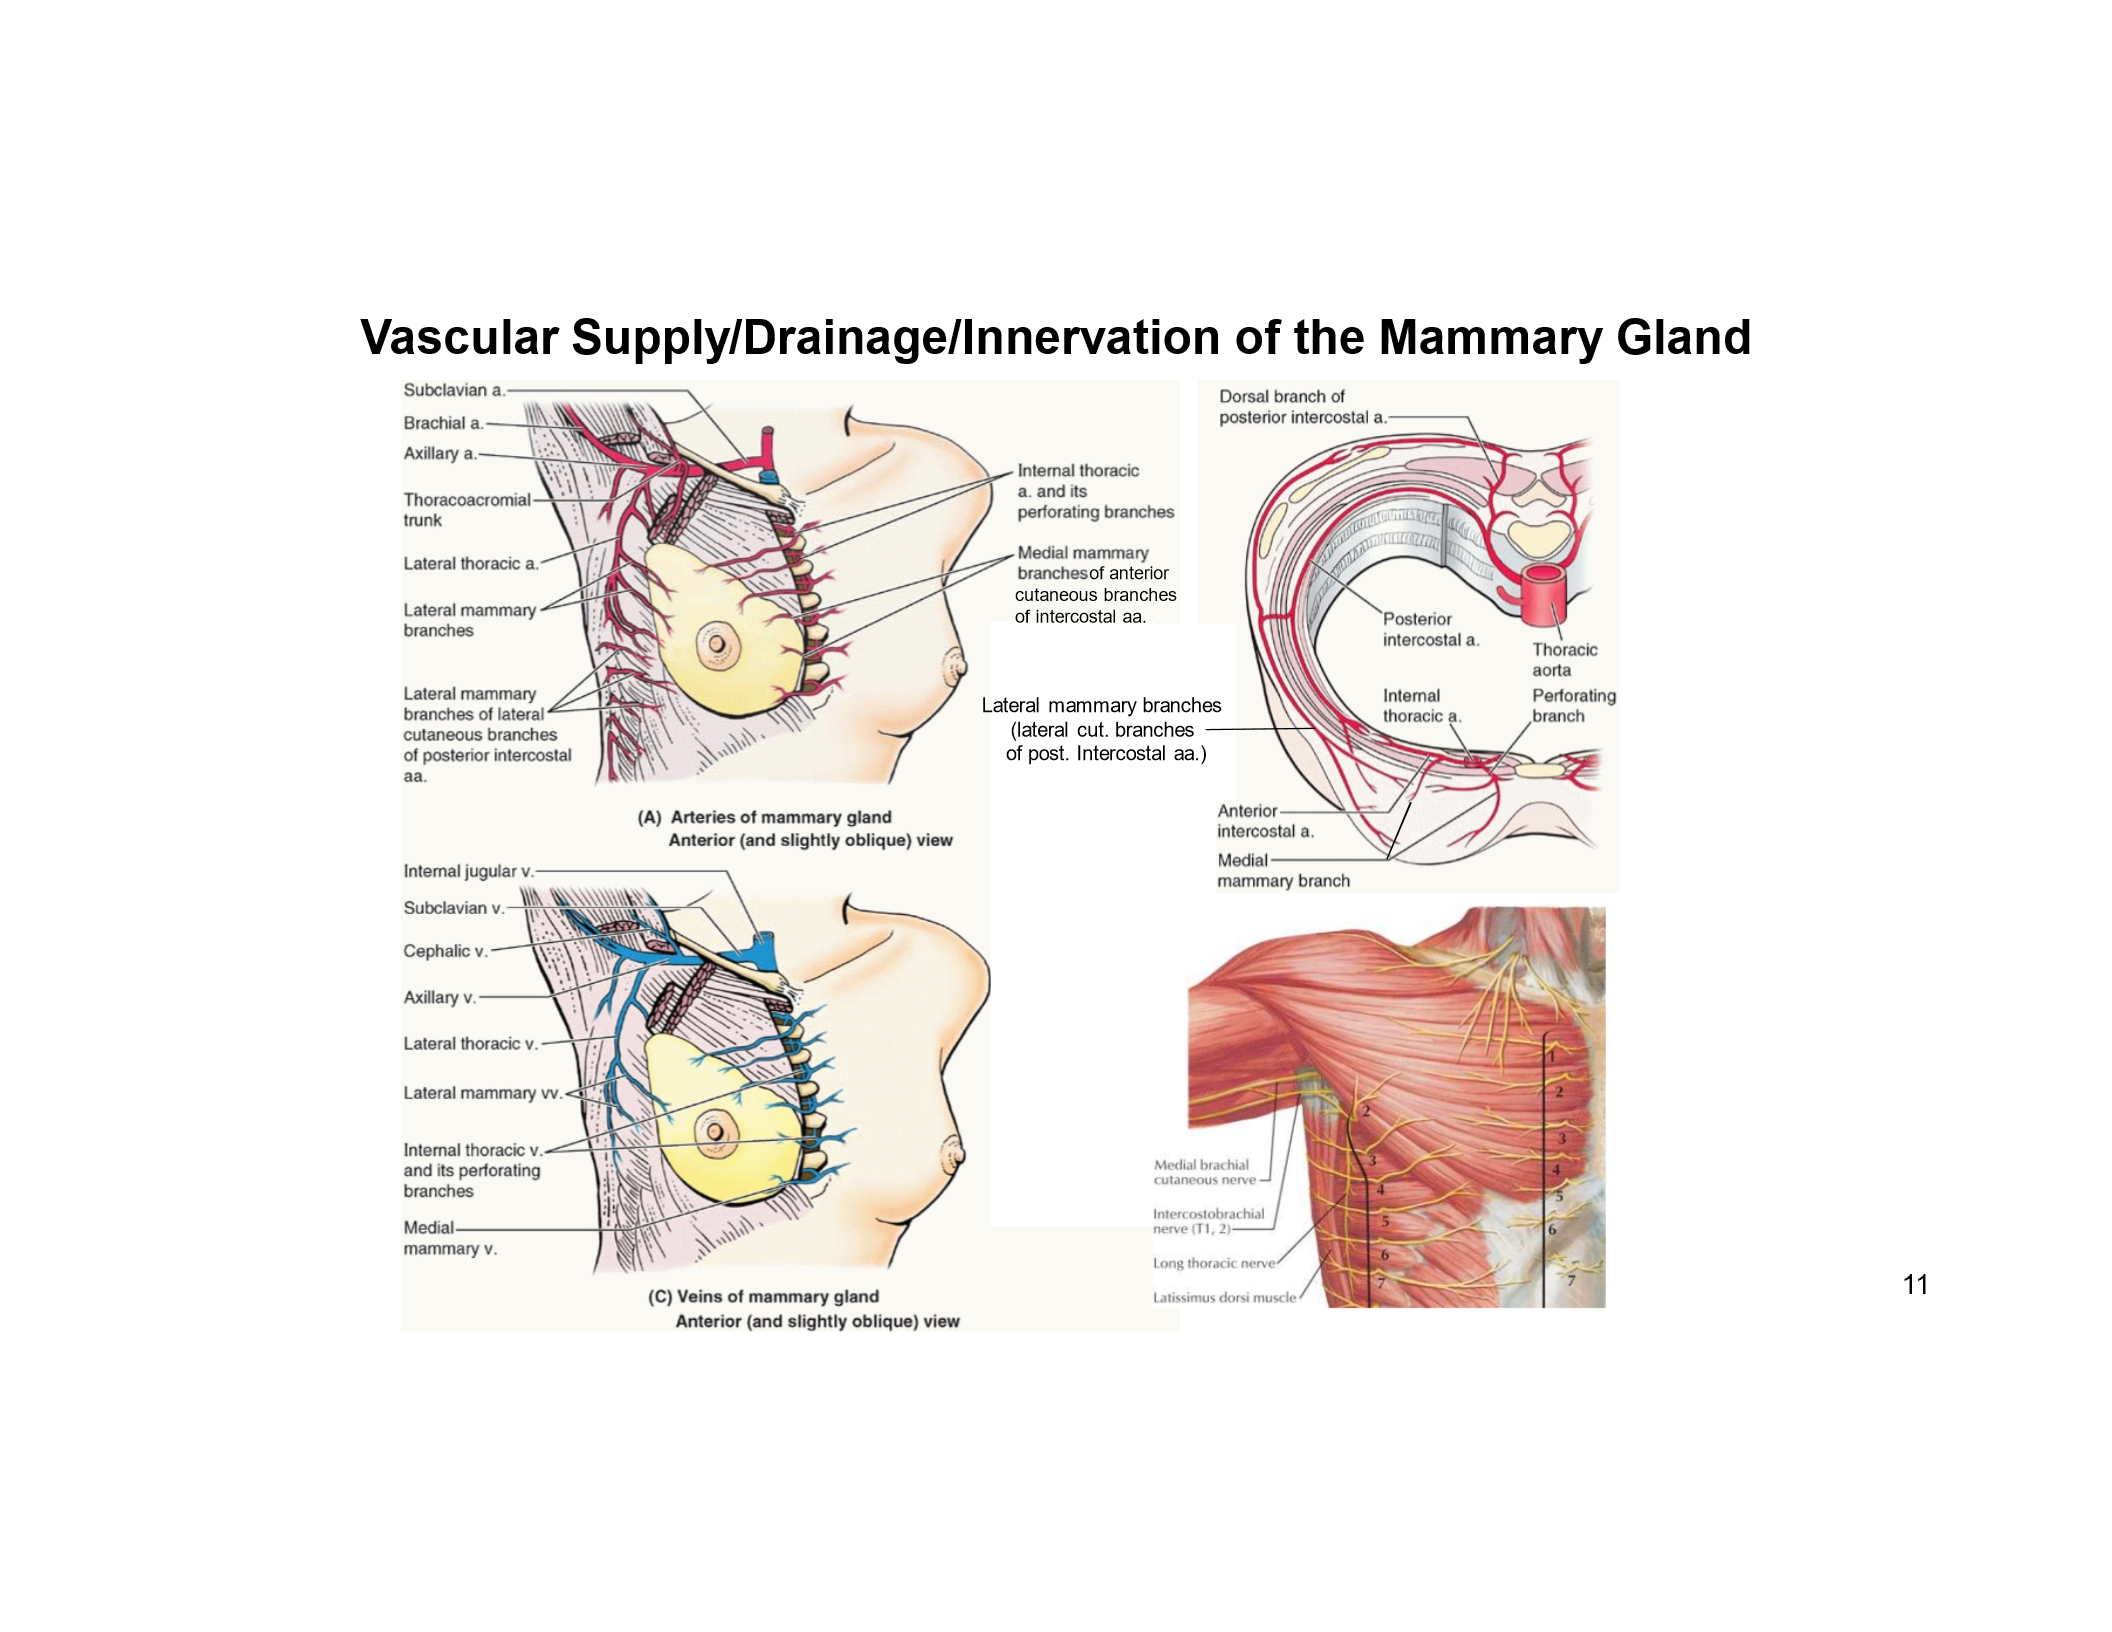 Vascular Supply/Drainage/Innervation of the Mammary Gland
Subclavian a.
Brachial a.
Axillary a.
Thoracoacromial
trunk
Lateral thoracic a.
Lateral mammary
branches
Lateral mammary
branches of lateral
cutaneous branches
of posterior intercostal
aa.
Internal thoracic
a. and its
perforating branches
Medial mammary
branchesof anterior
cutaneous branches
of intercostal aa.
(A) Arteries of mammary gland
Anterior (and slightly oblique) view
Dorsal branch of
posterior intercostal a.
Posterior
intercostal a.
Thoracic
aorta
Internal
thoracic a.
Perforating
branch
Lateral mammary branches
(lateral cut. branches
of post. Intercostal aa.)
Anterior
intercostal a.
Medial
mammary branch
Internal jugular v.
Subclavian v.
Cephalic v.
Axillary v.
Lateral thoracic v.
Lateral mammary vv.
Internal thoracic v.
and its perforating
branches
Medial
mammary v.
(C) Veins of mammary gland
Anterior (and slightly oblique) view
Medial brachial
cutaneous nerve
Intercostobrachial
nerve (T1, 2)
Long thoracic nerve
Latissimus dorsi muscle
2
3
4
5
6
7
1
2
3
4
5
6
7
11